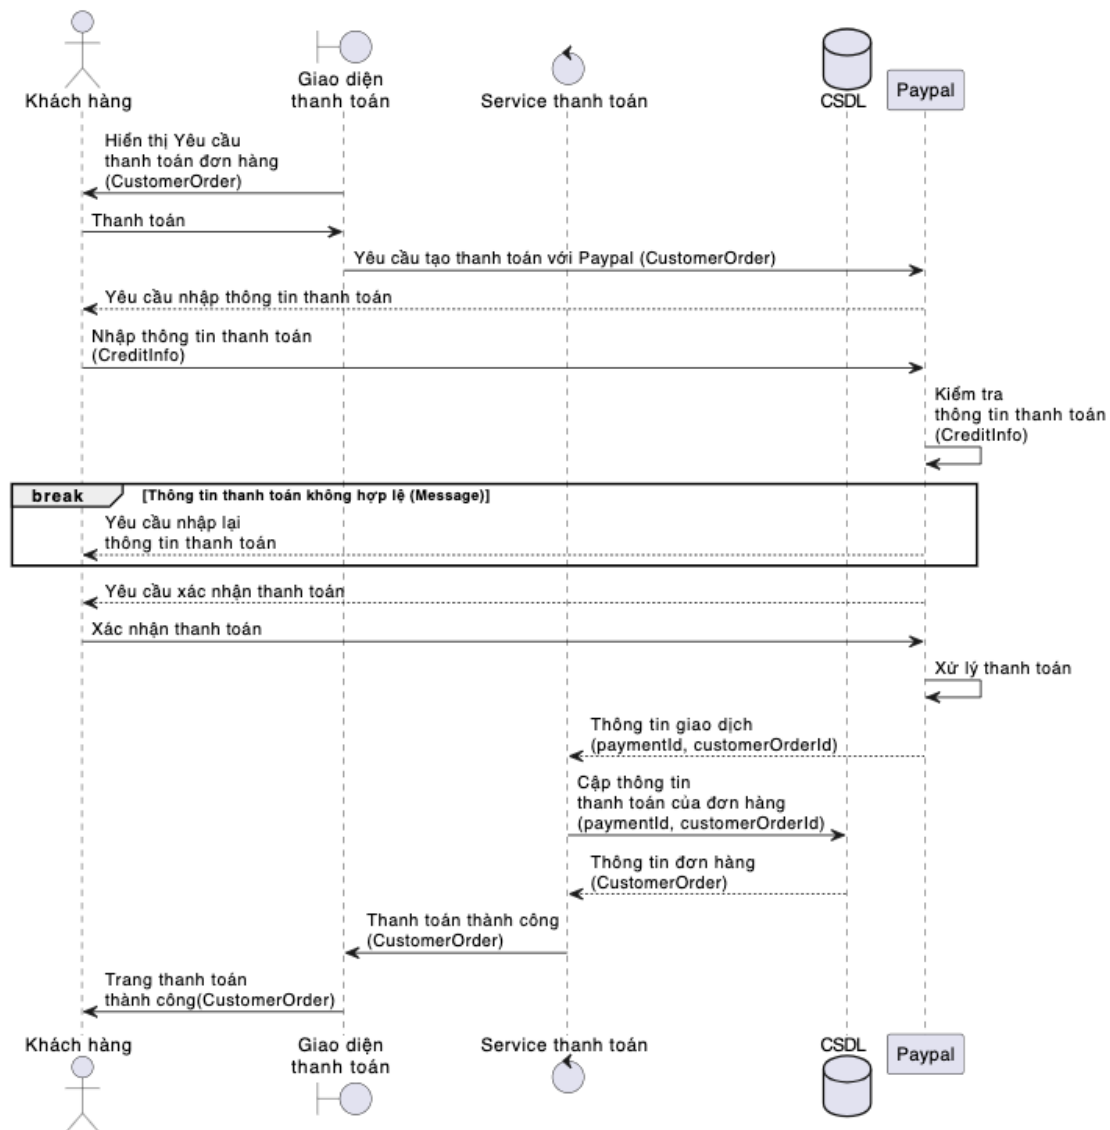 Khách hàng
Giao diện
thanh toán
Service thanh toán
CSDL
Paypal
Hiển thị Yêu cầu
thanh toán đơn hàng
(CustomerOrder)
Thanh toán
Yêu cầu tạo thanh toán với Paypal (CustomerOrder)
Yêu cầu nhập thông tin thanh toán
Nhập thông tin thanh toán
(CreditInfo)
Kiểm tra
thông tin thanh toán
(CreditInfo)
break
[Thông tin thanh toán không hợp lệ (Message)]
Yêu cầu nhập lại
thông tin thanh toán
Yêu cầu xác nhận thanh toán
Xác nhận thanh toán
Xử lý thanh toán
Thông tin giao dịch
(paymentId, customerOrderId)
Cập thông tin
thanh toán của đơn hàng
(paymentId, customerOrderId)
Thông tin đơn hàng
(CustomerOrder)
Thanh toán thành công
(CustomerOrder)
Trang thanh toán
thành công(CustomerOrder)
Khách hàng
Giao diện
thanh toán
Service thanh toán
CSDL
Paypal